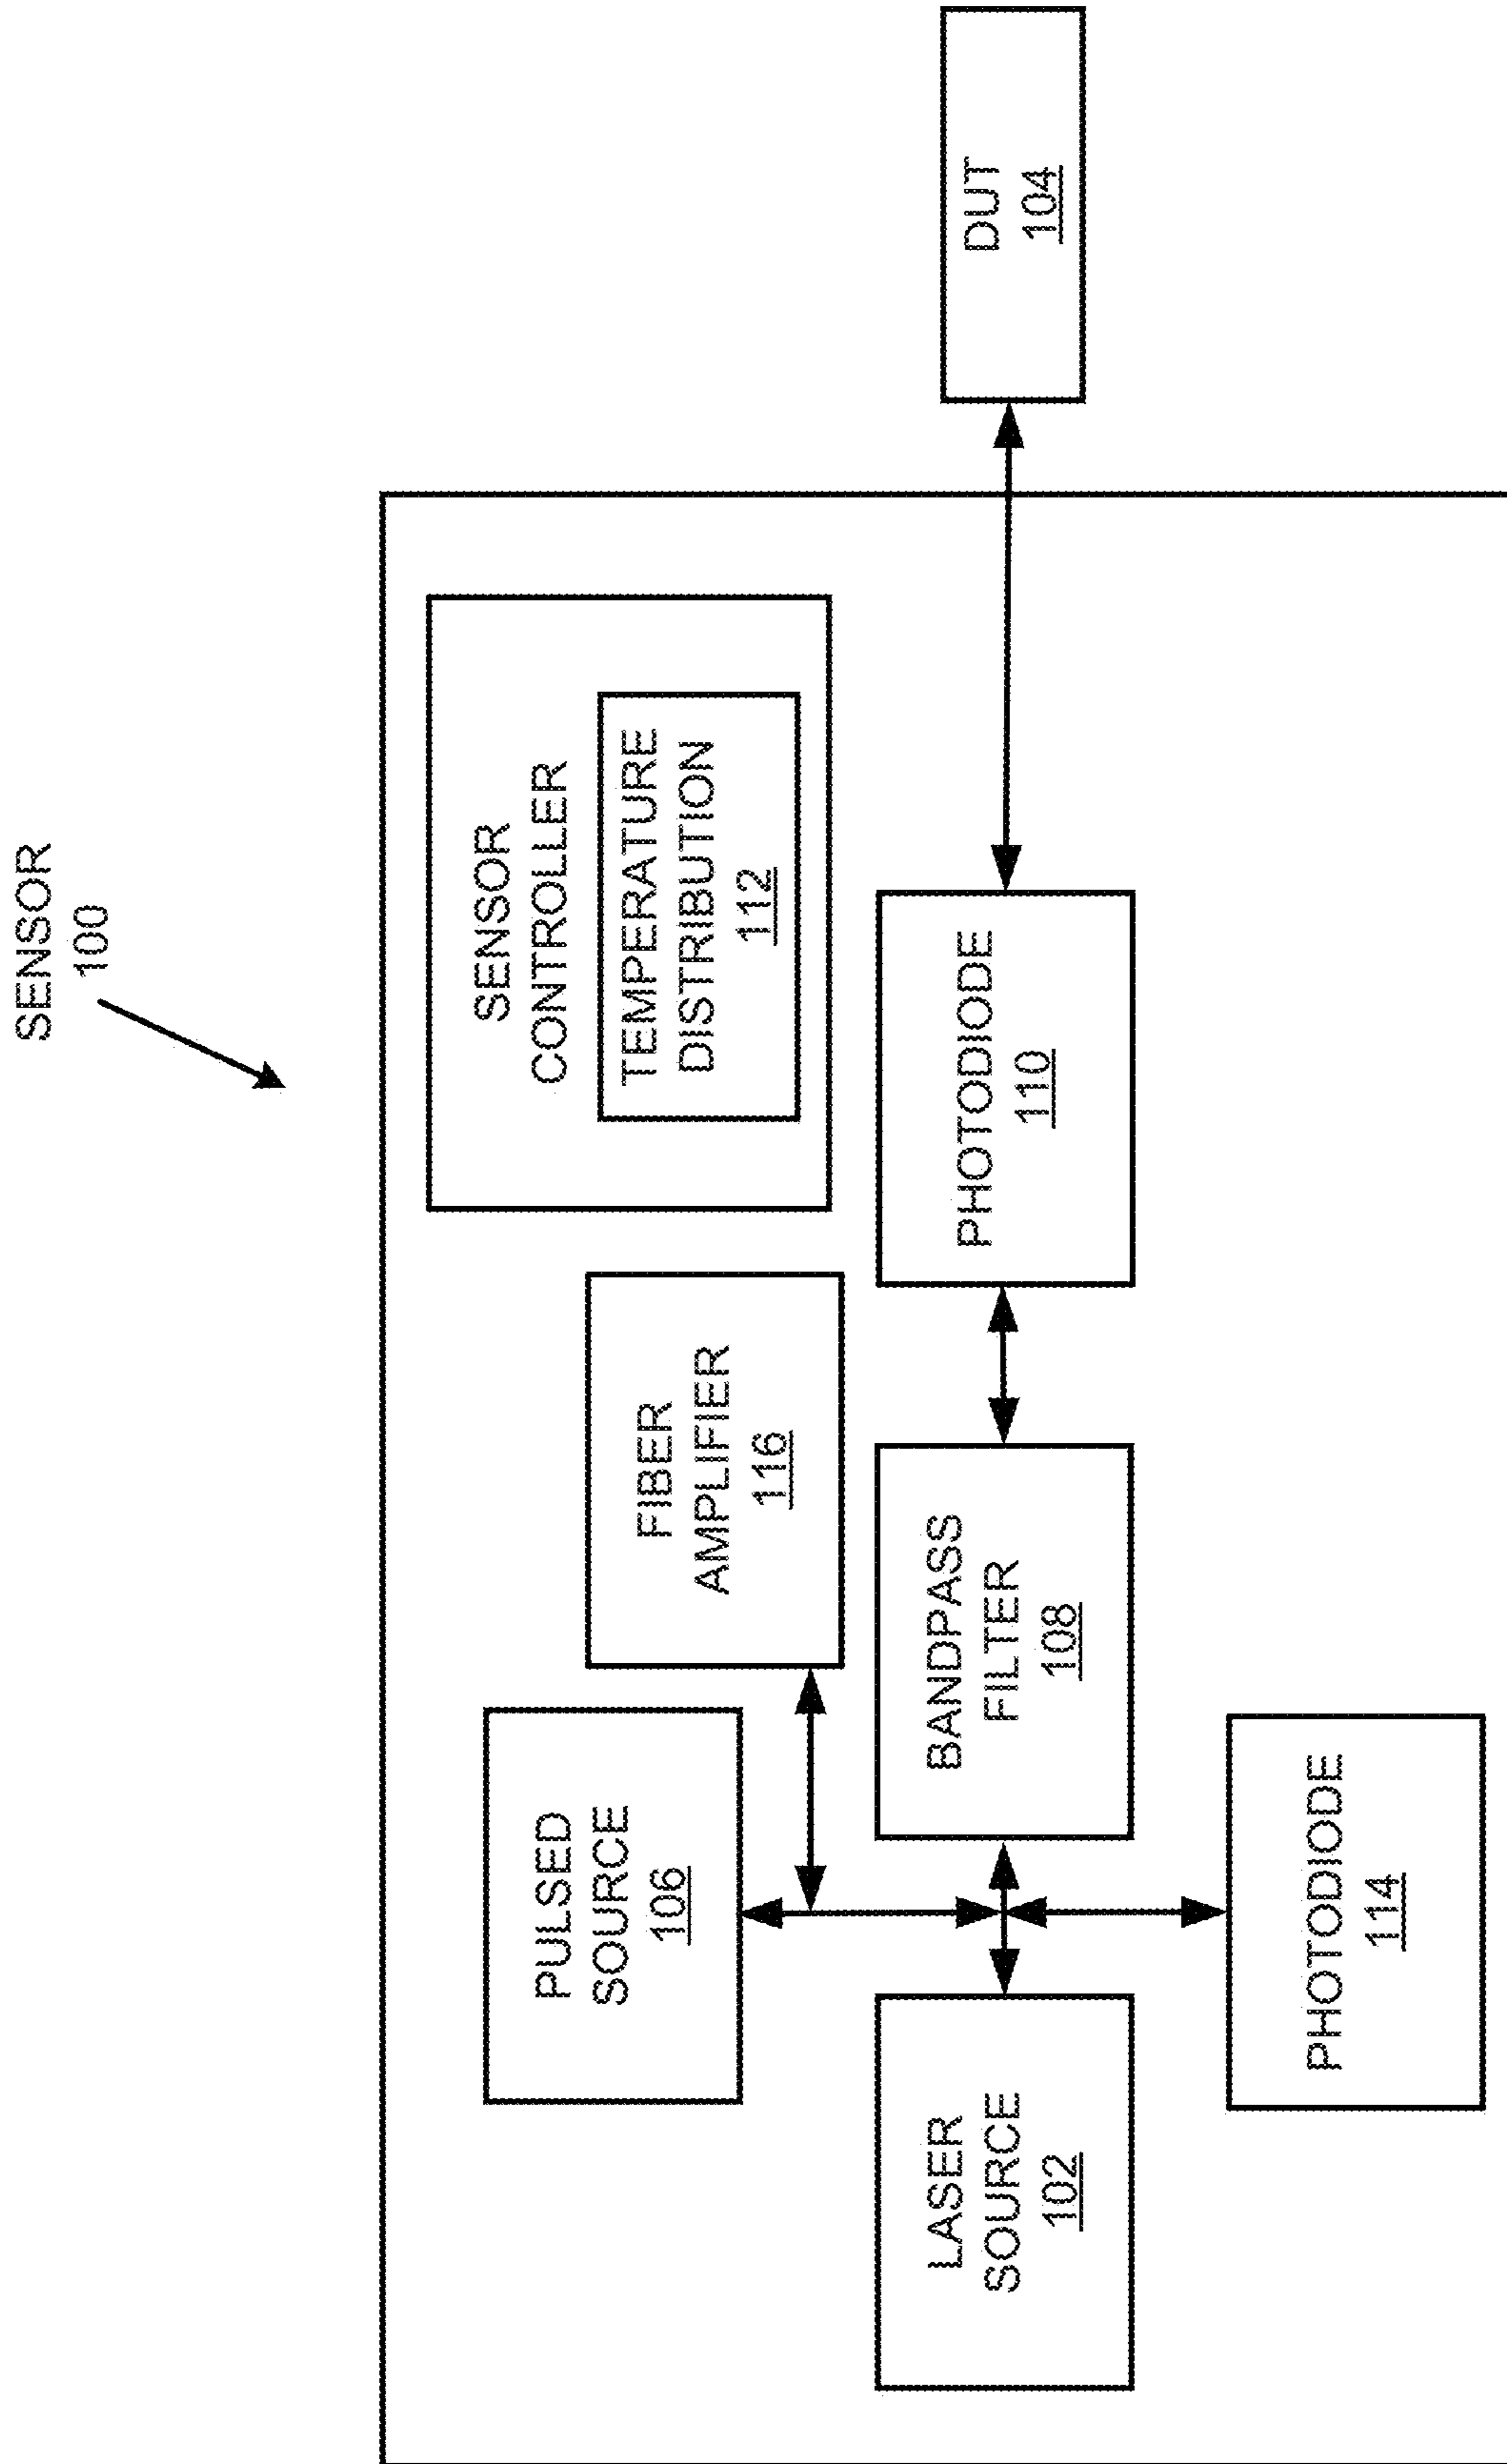 SENSOR
100
SENSOR
CONTROLLER
TEMPERATURE
DISTRIBUTION
112
PULSED
SOURCE
106
FIBER
AMPLIFIER
116
LASER
SOURCE
102
BANDPASS
FILTER
108
PHOTODIODE
110
DUT
104
PHOTODIODE
114